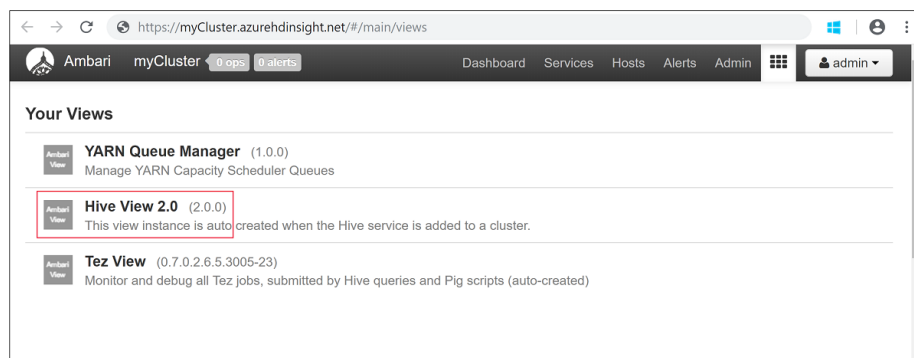 https://myCluster.azurehdinsight.net/#/main/views
Ambari myCluster 0 ops 0 alerts Dashboard Services Hosts Alerts Admin admin
Your Views
Ambari
View
YARN Queue Manager (1.0.0)
Manage YARN Capacity Scheduler Queues
Ambari
View
Hive View 2.0 (2.0.0)
This view instance is auto created when the Hive service is added to a cluster.
Ambari
View
Tez View (0.7.0.2.6.5.3005-23)
Monitor and debug all Tez jobs, submitted by Hive queries and Pig scripts (auto-created)